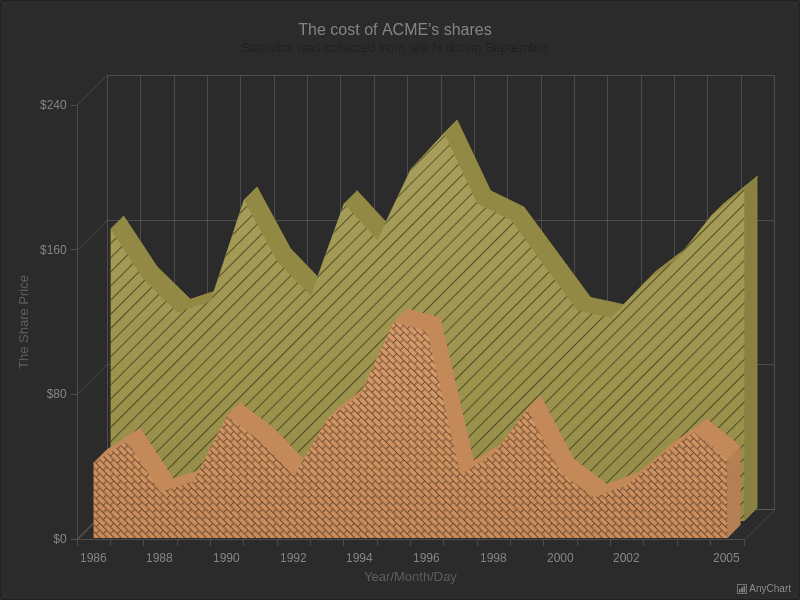 The cost of ACME's shares
Statistics was collected from site N during September
$240
$160
$80
$0
The Share Price
1986 1988 1990 1992 1994 1996 1998 2000 2002 2005
Year/Month/Day
AnyChart